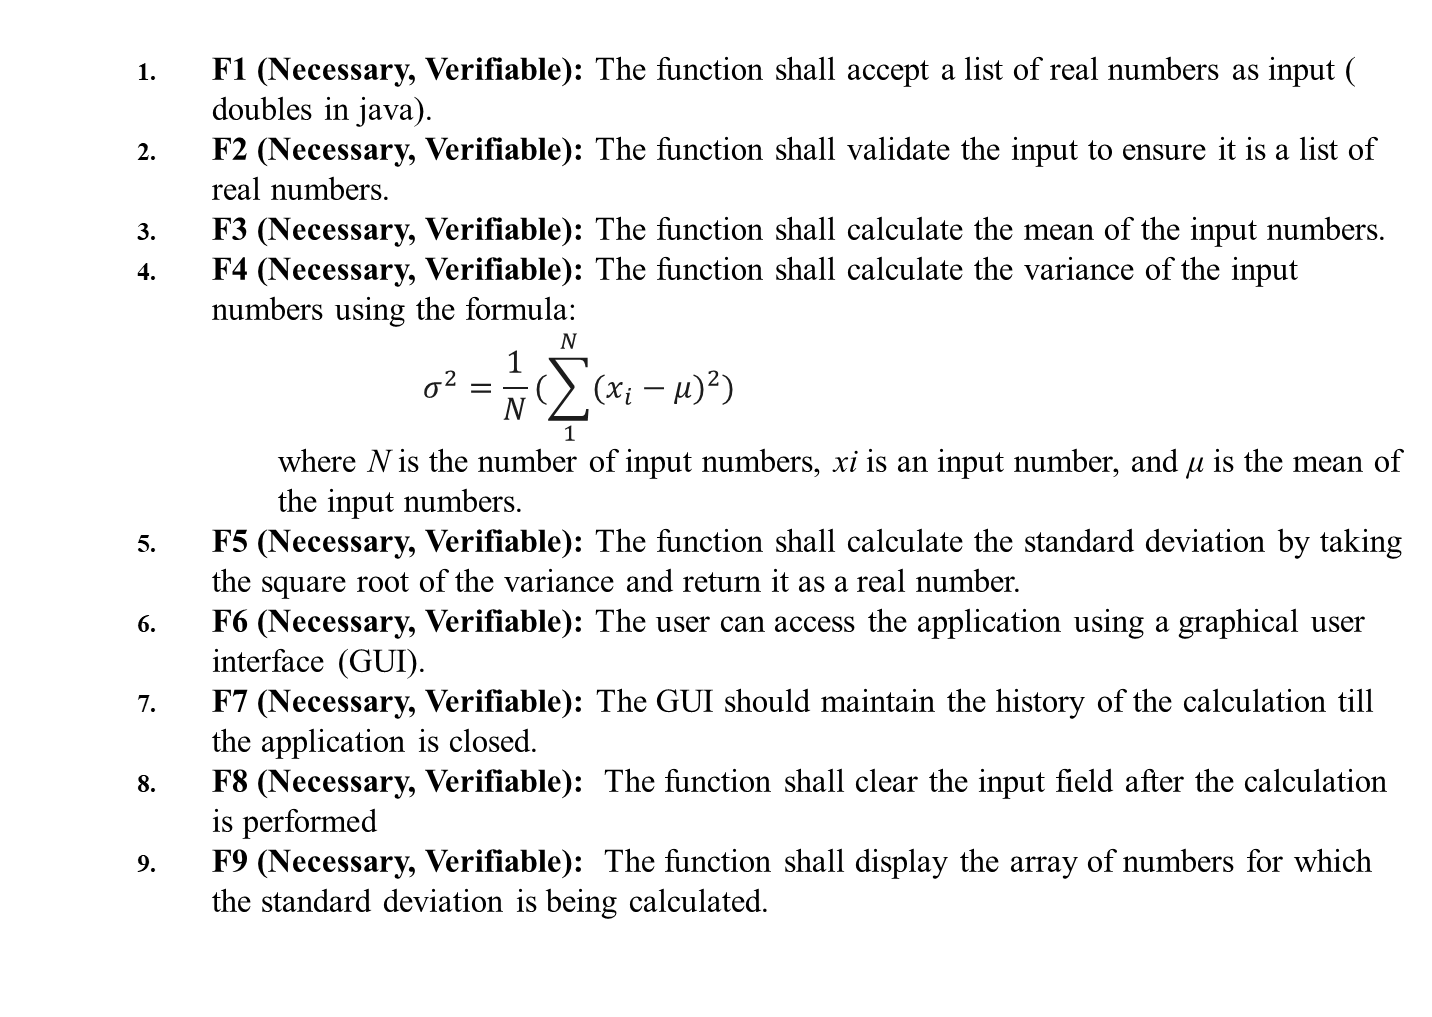 1. F1 (Necessary, Verifiable): The function shall accept a list of real numbers as input (
doubles in java).
2. F2 (Necessary, Verifiable): The function shall validate the input to ensure it is a list of
real numbers.
3. F3 (Necessary, Verifiable): The function shall calculate the mean of the input numbers.
4. F4 (Necessary, Verifiable): The function shall calculate the variance of the input
numbers using the formula:
σ² = 1/N (∑₁ᴺ (xᵢ − μ)²)
where N is the number of input numbers, xi is an input number, and μ is the mean of
the input numbers.
5. F5 (Necessary, Verifiable): The function shall calculate the standard deviation by taking
the square root of the variance and return it as a real number.
6. F6 (Necessary, Verifiable): The user can access the application using a graphical user
interface (GUI).
7. F7 (Necessary, Verifiable): The GUI should maintain the history of the calculation till
the application is closed.
8. F8 (Necessary, Verifiable): The function shall clear the input field after the calculation
is performed
9. F9 (Necessary, Verifiable): The function shall display the array of numbers for which
the standard deviation is being calculated.